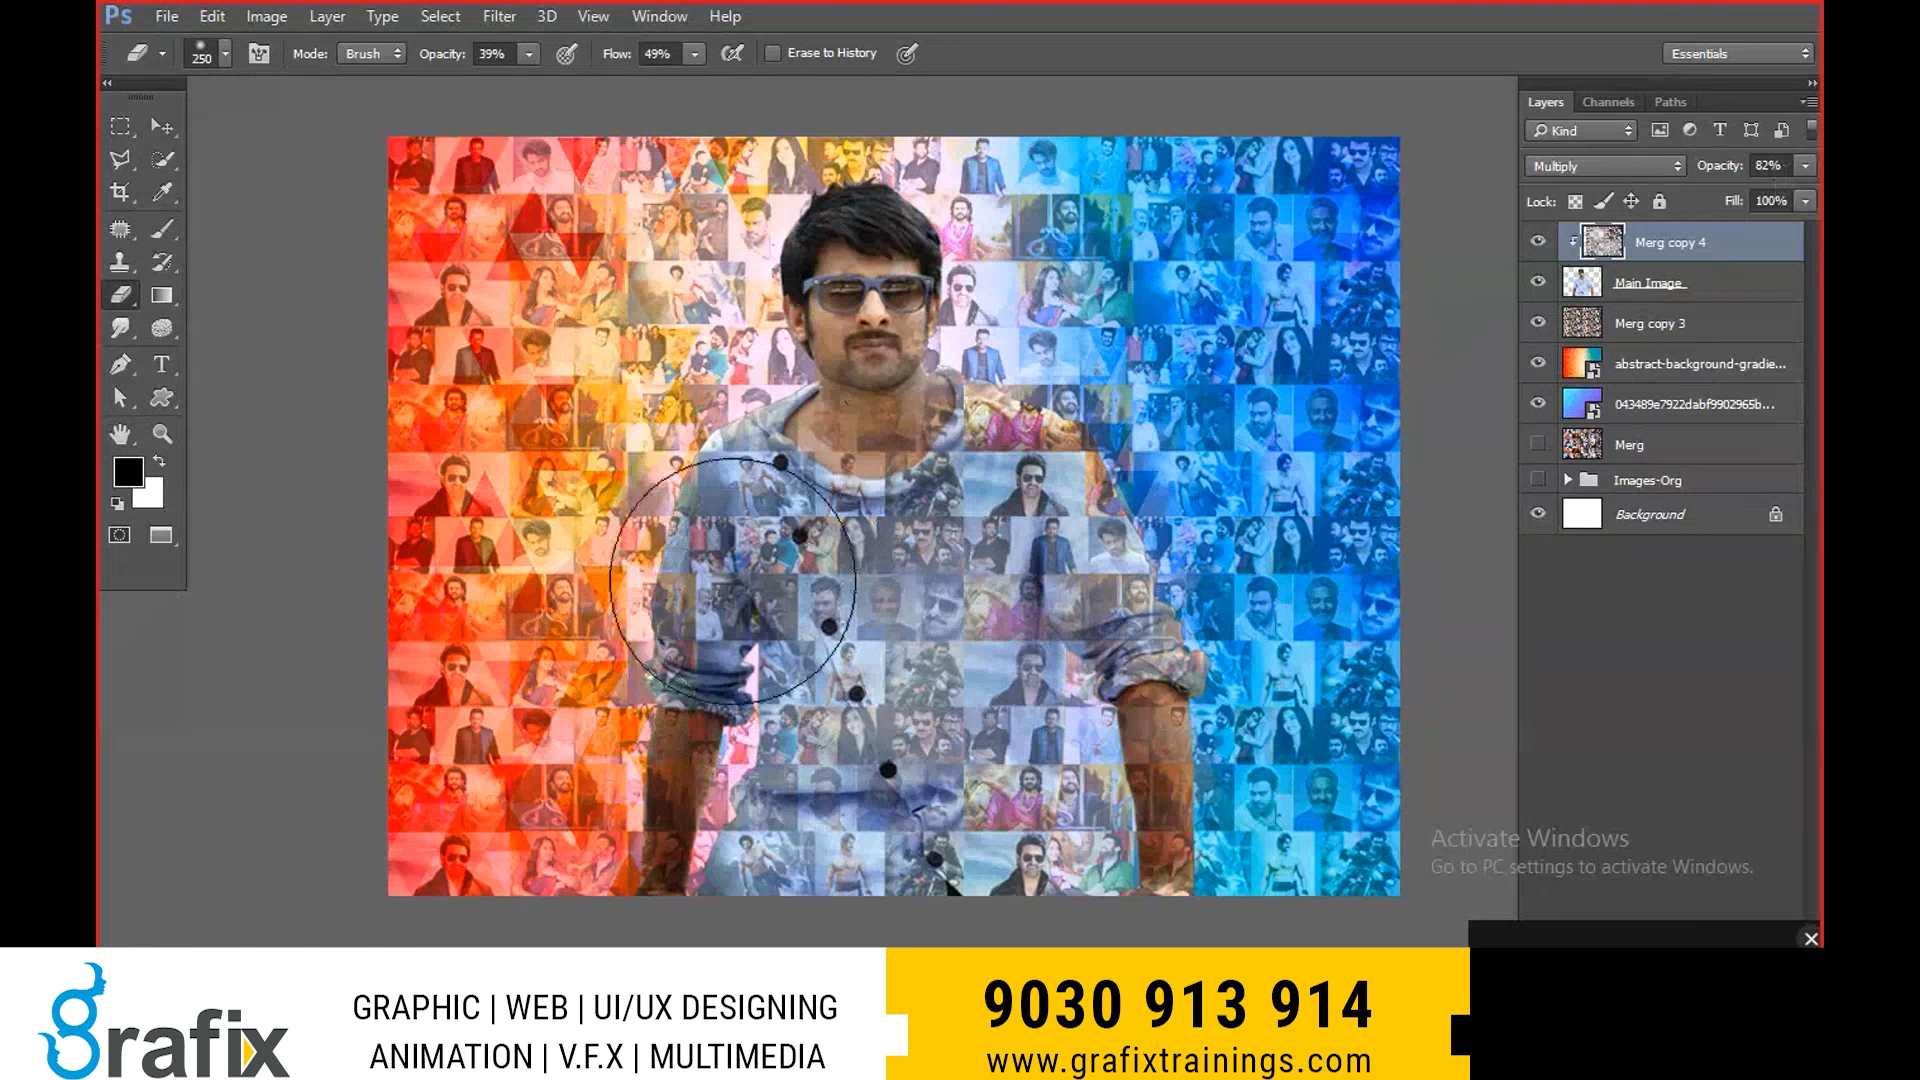 Ps File Edit Image Layer Type Select Filter 3D View Window Help
250 Mode: Brush Opacity: 39% Flow: 49% Erase to History Essentials
Layers Channels Paths
Kind
Multiply Opacity: 82%
Lock: Fill: 100%
Merg copy 4
Main Image
Merg copy 3
abstract-background-gradie...
043489e7922dabf9902965b...
Merg
Images-Org
Background
Activate Windows
Go to PC settings to activate Windows.
grafix
GRAPHIC | WEB | UI/UX DESIGNING
ANIMATION | V.F.X | MULTIMEDIA
9030 913 914
www.grafixtrainings.com